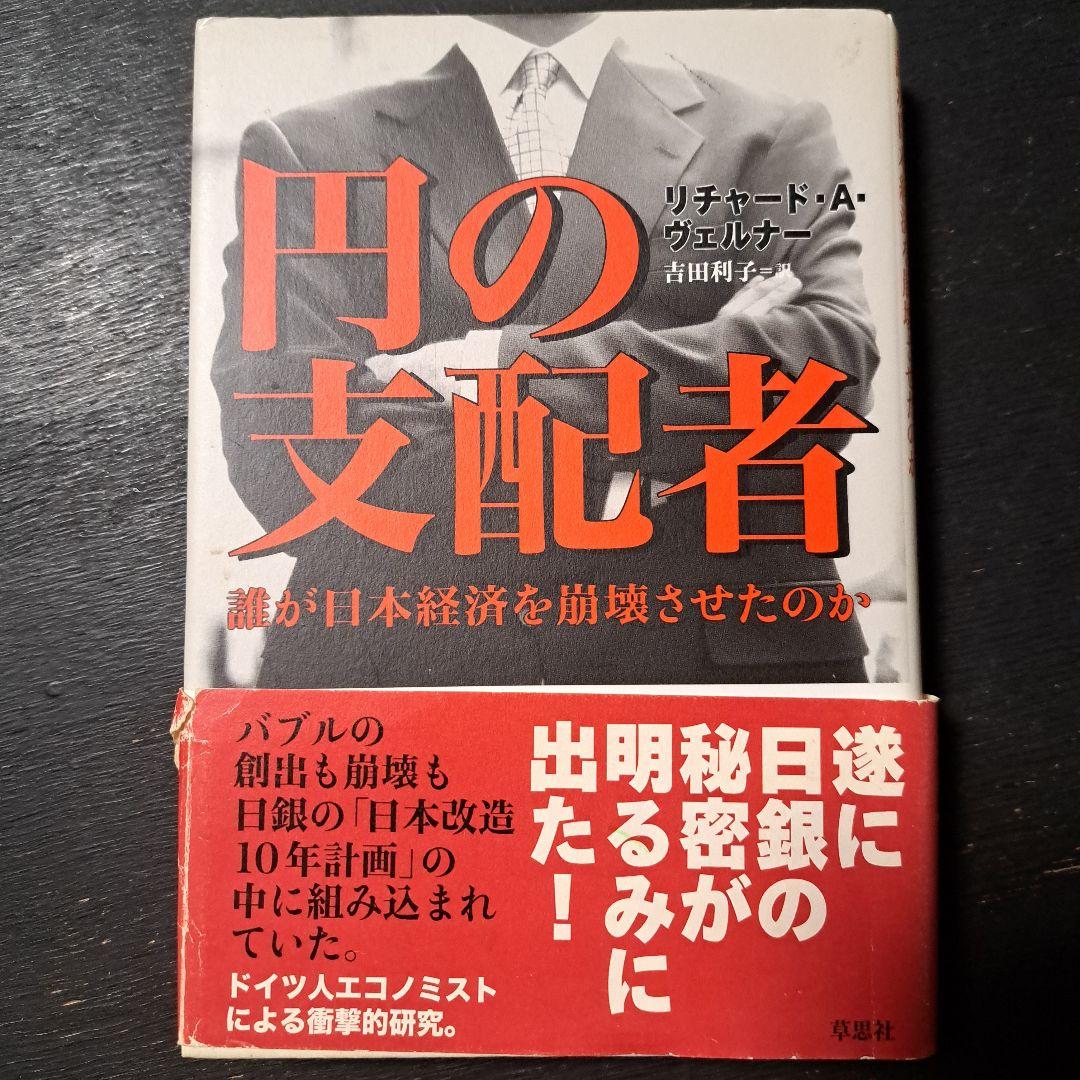 円の
支配者
リチャード・A・
ヴェルナー
吉田利子=訳
誰が日本経済を崩壊させたのか
遂に
日銀の
秘密が
明るみに
出た！
バブルの
創出も崩壊も
日銀の「日本改造
10年計画」の
中に組み込まれ
ていた。
ドイツ人エコノミスト
による衝撃的研究。
草思社